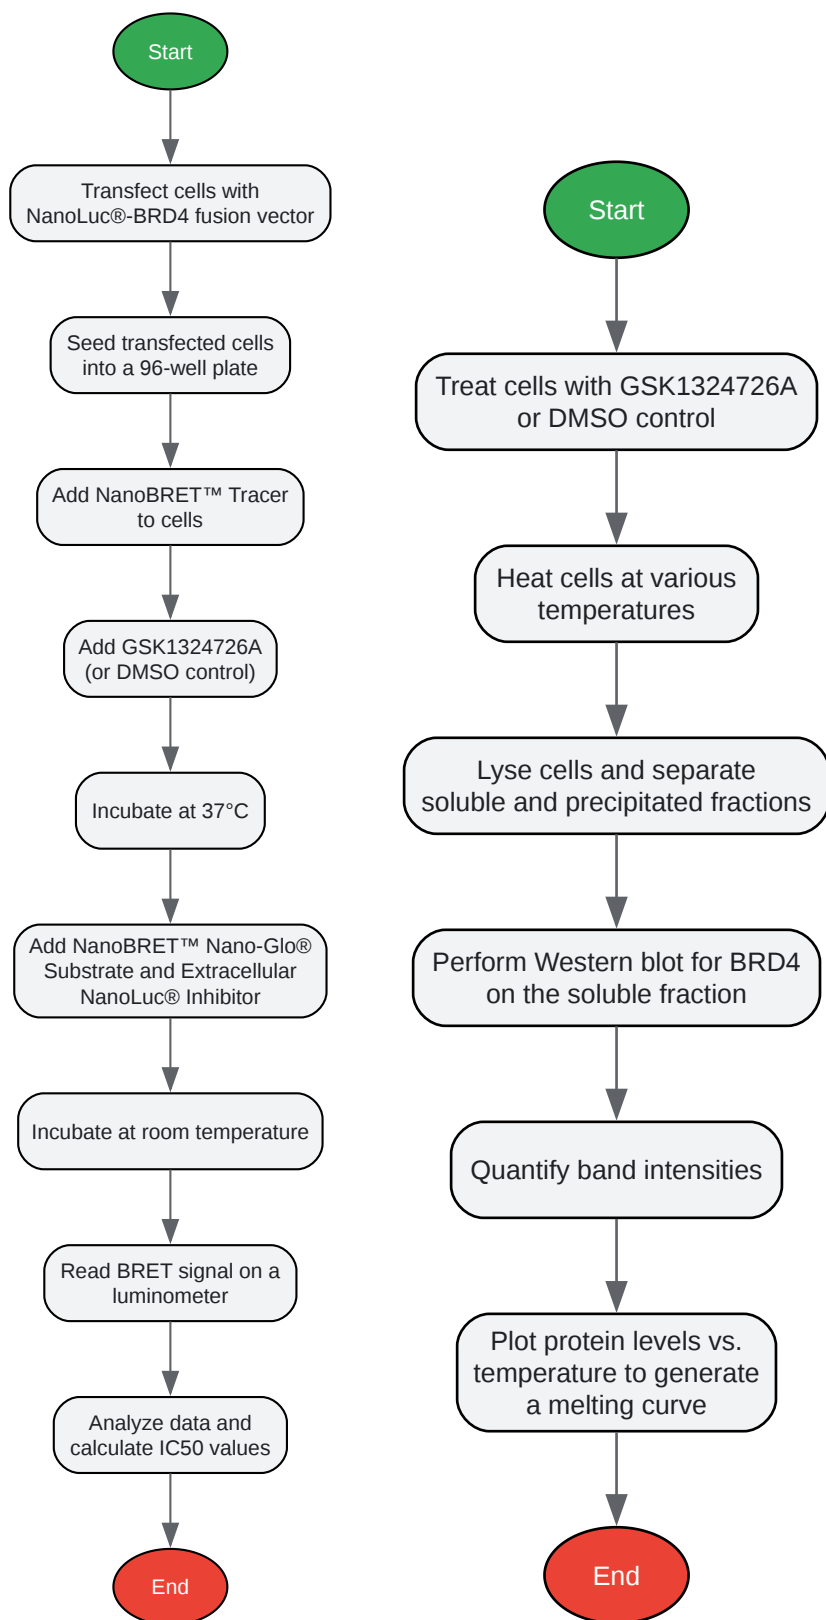 Start
Transfect cells with
NanoLuc®-BRD4 fusion vector
Seed transfected cells
into a 96-well plate
Add NanoBRET™ Tracer
to cells
Add GSK1324726A
(or DMSO control)
Incubate at 37°C
Add NanoBRET™ Nano-Glo®
Substrate and Extracellular
NanoLuc® Inhibitor
Incubate at room temperature
Read BRET signal on a
luminometer
Analyze data and
calculate IC50 values
End
Start
Treat cells with GSK1324726A
or DMSO control
Heat cells at various
temperatures
Lyse cells and separate
soluble and precipitated fractions
Perform Western blot for BRD4
on the soluble fraction
Quantify band intensities
Plot protein levels vs.
temperature to generate
a melting curve
End